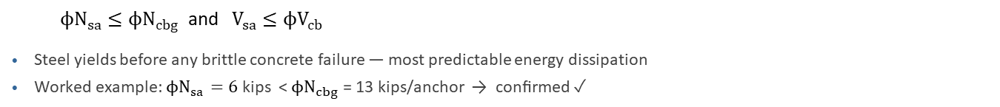 ϕN_sa ≤ ϕN_cbg and V_sa ≤ ϕV_cb
• Steel yields before any brittle concrete failure — most predictable energy dissipation
• Worked example: ϕN_sa = 6 kips < ϕN_cbg = 13 kips/anchor → confirmed ✓